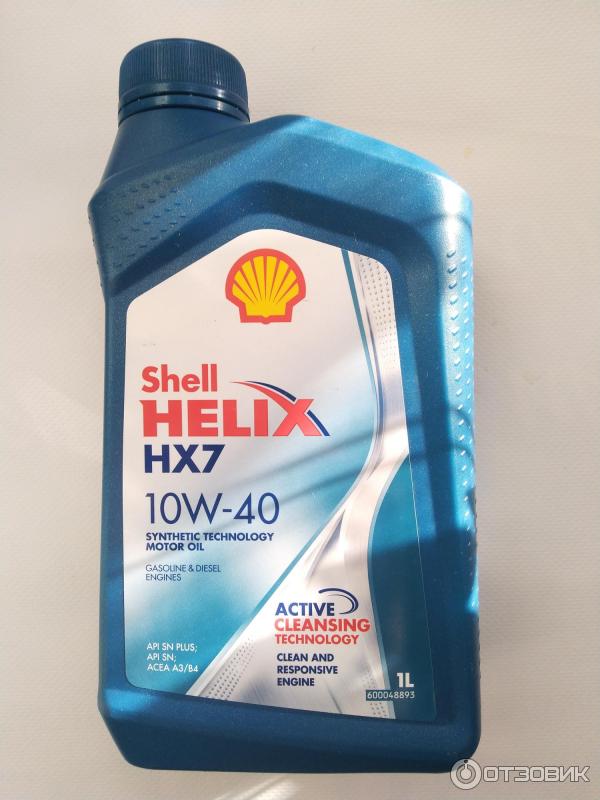 Shell
HELIX
HX7
10W-40
SYNTHETIC TECHNOLOGY
MOTOR OIL
GASOLINE & DIESEL
ENGINES
ACTIVE
CLEANSING
TECHNOLOGY
CLEAN AND
RESPONSIVE
ENGINE
API SN PLUS;
API SN;
ACEA A3/B4
1L
600048893
ОТЗОВИК